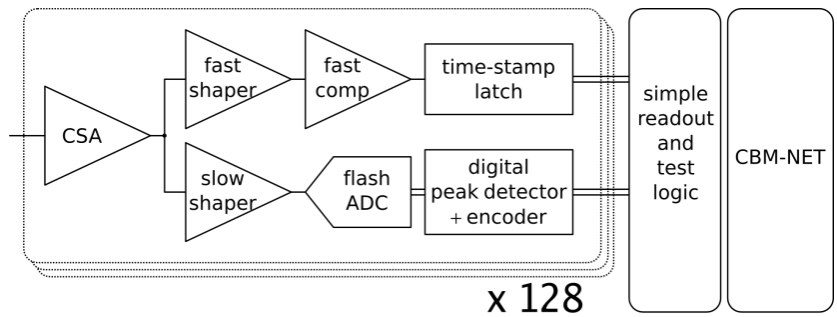 CSA
fast
shaper
fast
comp
time-stamp
latch
slow
shaper
flash
ADC
digital
peak detector
+ encoder
simple
readout
and
test
logic
CBM-NET
x 128